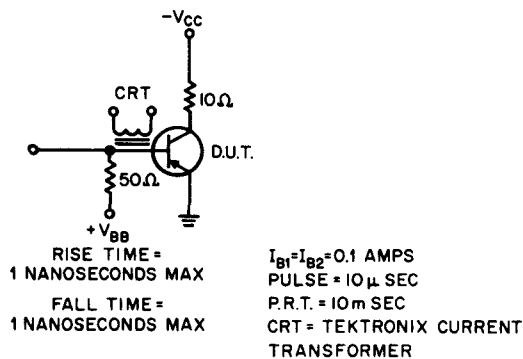 -VCC
10Ω
CRT
D.U.T.
50Ω
+VBB
RISE TIME=
1 NANOSECONDS MAX
FALL TIME=
1 NANOSECONDS MAX
IB1=IB2=0.1 AMPS
PULSE=10μ SEC
P.R.T.=10m SEC
CRT= TEKTRONIX CURRENT
TRANSFORMER